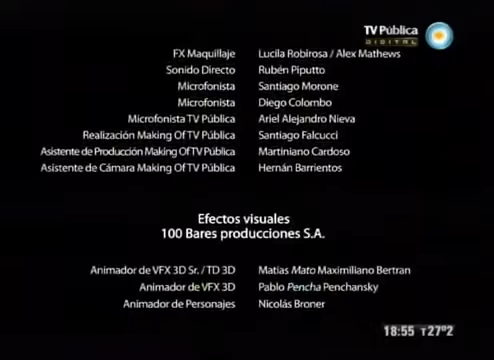 TV Pública
DIGITAL
FX Maquillaje Lucila Robirosa / Alex Mathews
Sonido Directo Rubén Piputto
Microfonista Santiago Morone
Microfonista Diego Colombo
Microfonista TV Pública Ariel Alejandro Nieva
Realización Making Of TV Pública Santiago Falcucci
Asistente de Producción Making Of TV Pública Martiniano Cardoso
Asistente de Cámara Making Of TV Pública Hernán Barrientos
Efectos visuales
100 Bares producciones S.A.
Animador de VFX 3D Sr. / TD 3D Matías Mato Maximiliano Bertran
Animador de VFX 3D Pablo Pencha Penchansky
Animador de Personajes Nicolás Broner
18:55 T27º2